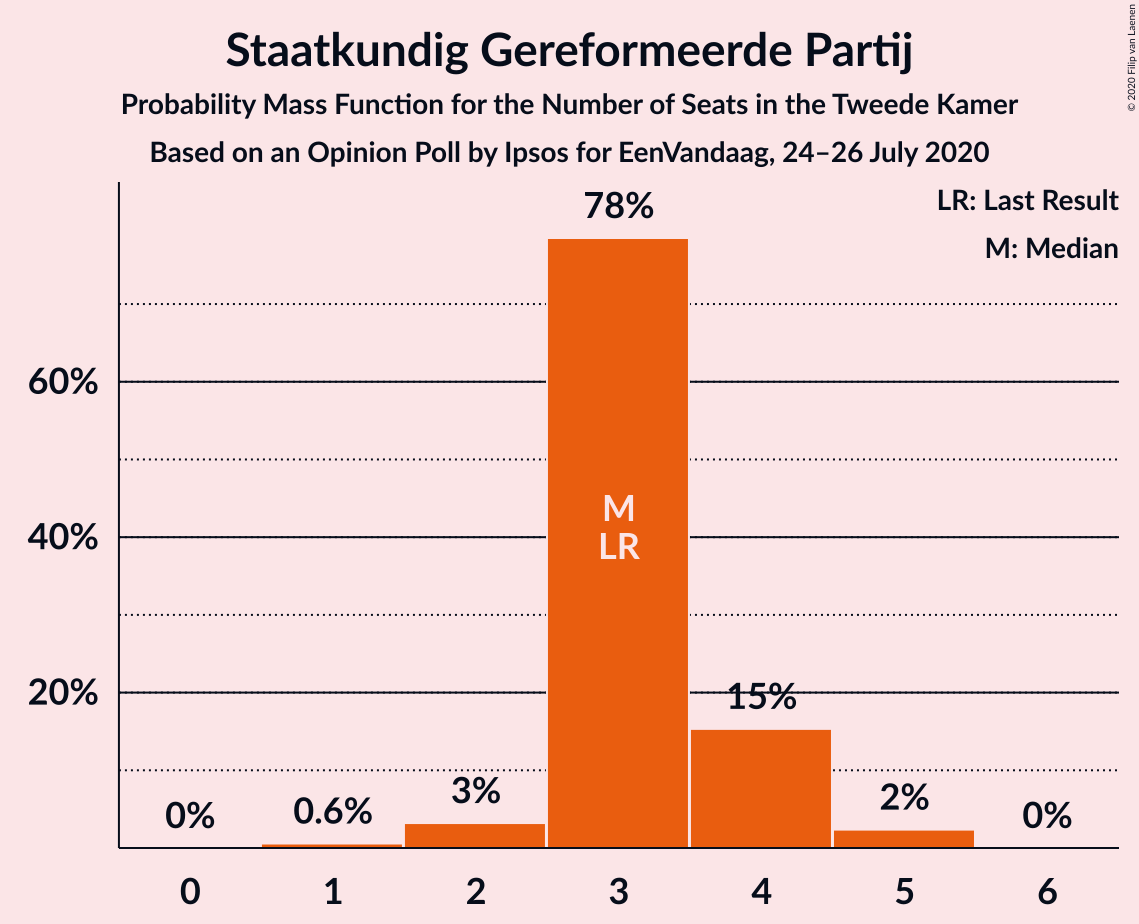 Staatkundig Gereformeerde Partij
Probability Mass Function for the Number of Seats in the Tweede Kamer
Based on an Opinion Poll by Ipsos for EenVandaag, 24–26 July 2020
© 2020 Filip van Laenen
LR: Last Result
M: Median
78%
60%
40%
20%
M
LR
0%
0.6%
3%
15%
2%
0%
0 1 2 3 4 5 6